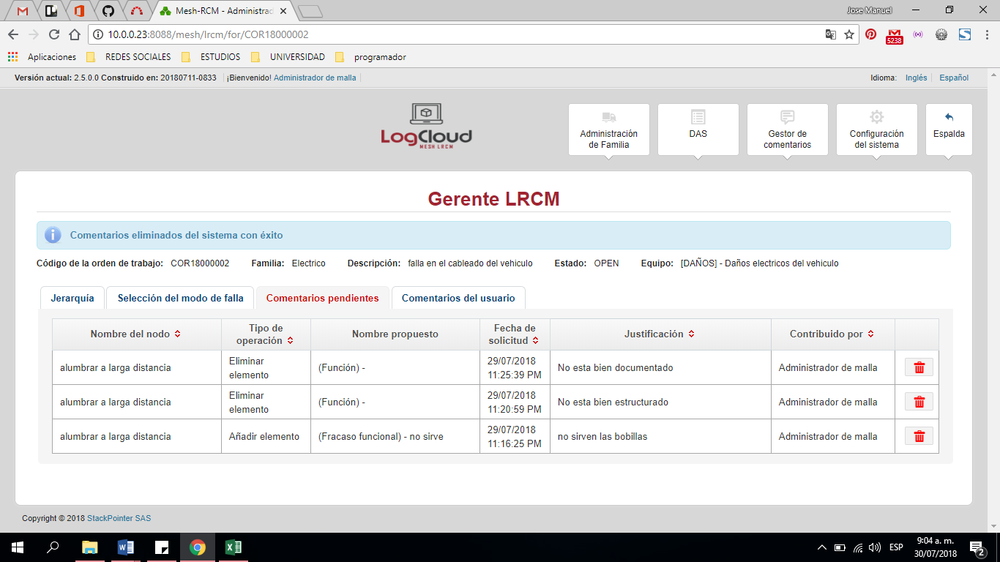 Mesh-RCM - Administrad
Jose Manuel
10.0.0.23:8088/mesh/lrcm/for/COR18000002
5238
Aplicaciones REDES SOCIALES ESTUDIOS UNIVERSIDAD programador
Versión actual: 2.5.0.0 Construido en: 20180711-0833 ¡Bienvenido! Administrador de malla Idioma: Inglés Español
LogCloud
MESH LRCM
Administración
de Familia
DAS
Gestor de
comentarios
Configuración
del sistema
Espalda
Gerente LRCM
Comentarios eliminados del sistema con éxito
Código de la orden de trabajo: COR18000002 Familia: Electrico Descripción: falla en el cableado del vehiculo Estado: OPEN Equipo: [DAÑOS] - Daños electricos del vehiculo
Jerarquía Selección del modo de falla Comentarios pendientes Comentarios del usuario
Nombre del nodo
Tipo de
operación
Nombre propuesto
Fecha de
solicitud
Justificación
Contribuido por
alumbrar a larga distancia
Eliminar
elemento
(Función) -
29/07/2018
11:25:39 PM
No esta bien documentado
Administrador de malla
alumbrar a larga distancia
Eliminar
elemento
(Función) -
29/07/2018
11:20:59 PM
No esta bien estructurado
Administrador de malla
alumbrar a larga distancia
Añadir elemento
(Fracaso funcional) - no sirve
29/07/2018
11:16:25 PM
no sirven las bobillas
Administrador de malla
Copyright © 2018 StackPointer SAS
ESP
9:04 a. m.
30/07/2018
2